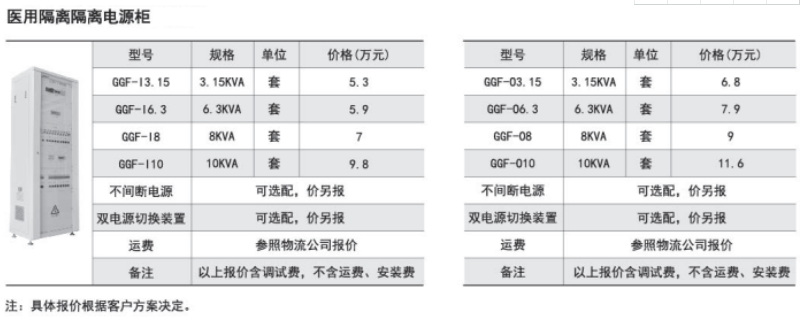 医用隔离隔离电源柜
型号 规格 单位 价格(万元)
GGF-I3.15 3.15KVA 套 5.3
GGF-I6.3 6.3KVA 套 5.9
GGF-I8 8KVA 套 7
GGF-I10 10KVA 套 9.8
不间断电源 可选配，价另报
双电源切换装置 可选配，价另报
运费 参照物流公司报价
备注 以上报价含调试费，不含运费、安装费
型号 规格 单位 价格(万元)
GGF-O3.15 3.15KVA 套 6.8
GGF-O6.3 6.3KVA 套 7.9
GGF-O8 8KVA 套 9
GGF-O10 10KVA 套 11.6
不间断电源 可选配，价另报
双电源切换装置 可选配，价另报
运费 参照物流公司报价
备注 以上报价含调试费，不含运费、安装费
注：具体报价根据客户方案决定。